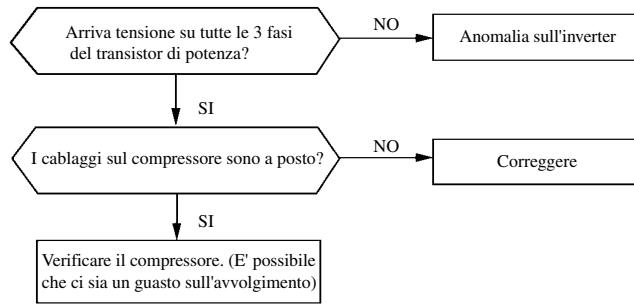 Arriva tensione su tutte le 3 fasi
del transistor di potenza?
NO
Anomalia sull'inverter
SI
I cablaggi sul compressore sono a posto?
NO
Correggere
SI
Verificare il compressore. (E' possibile
che ci sia un guasto sull'avvolgimento)